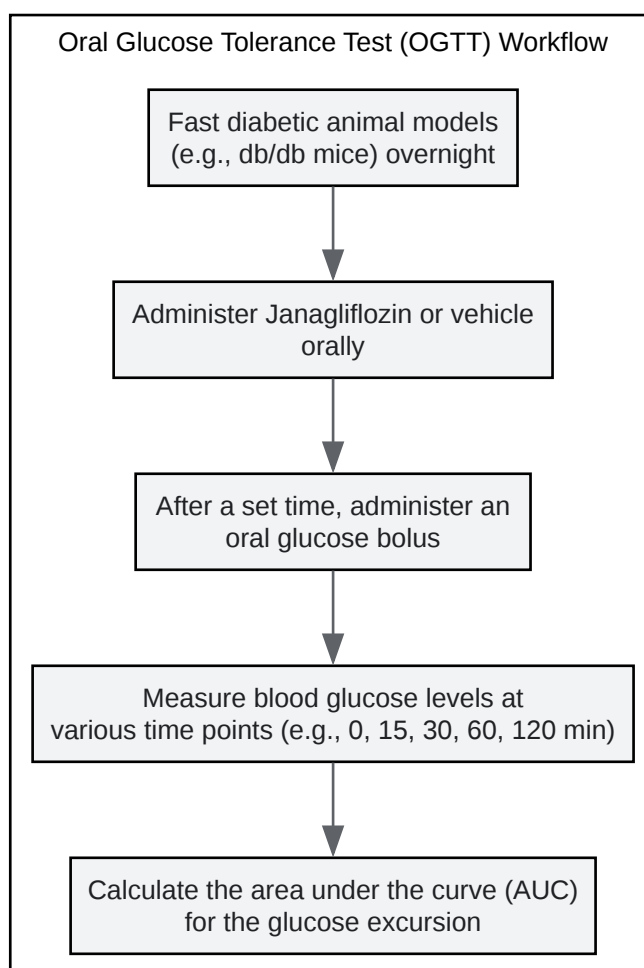 Oral Glucose Tolerance Test (OGTT) Workflow
Fast diabetic animal models
(e.g., db/db mice) overnight
Administer Janagliflozin or vehicle
orally
After a set time, administer an
oral glucose bolus
Measure blood glucose levels at
various time points (e.g., 0, 15, 30, 60, 120 min)
Calculate the area under the curve (AUC)
for the glucose excursion